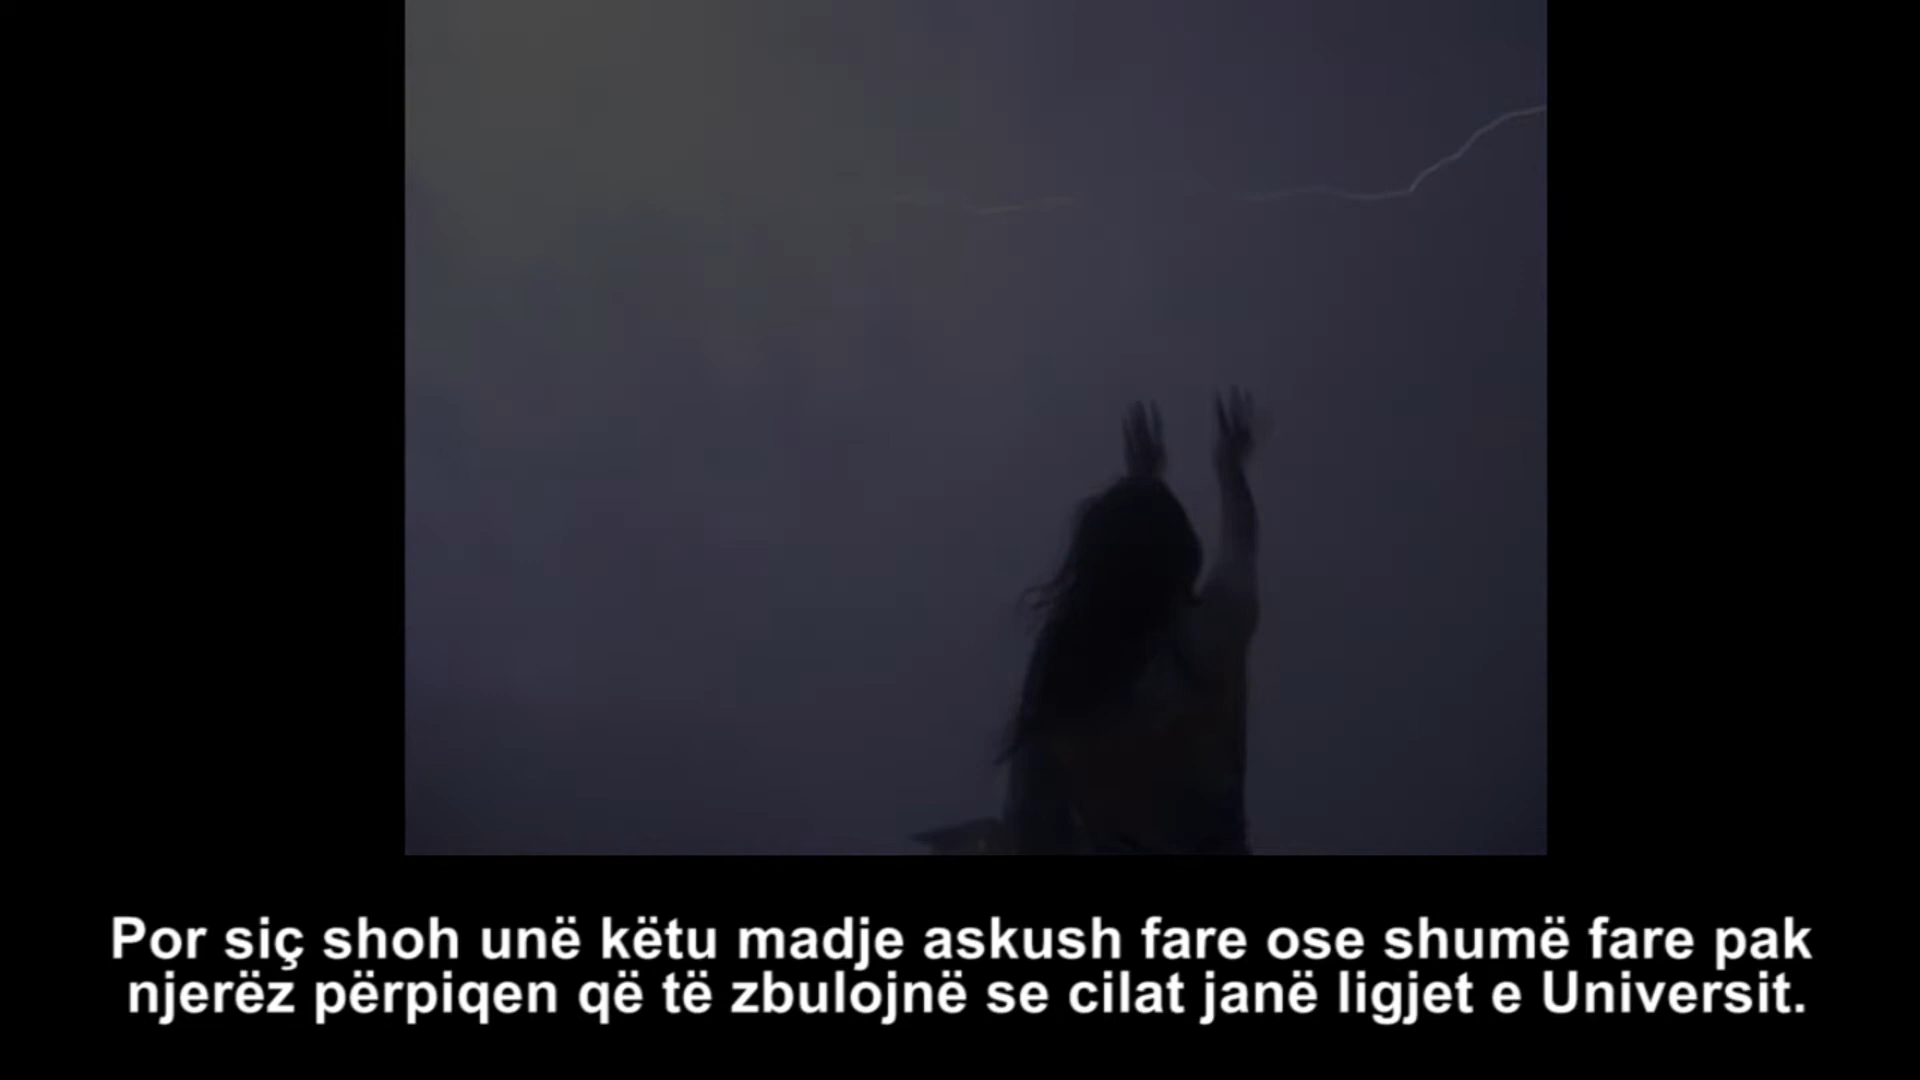 Por siç shoh unë këtu madje askush fare ose shumë fare pak
njerëz përpiqen që të zbulojnë se cilat janë ligjet e Universit.